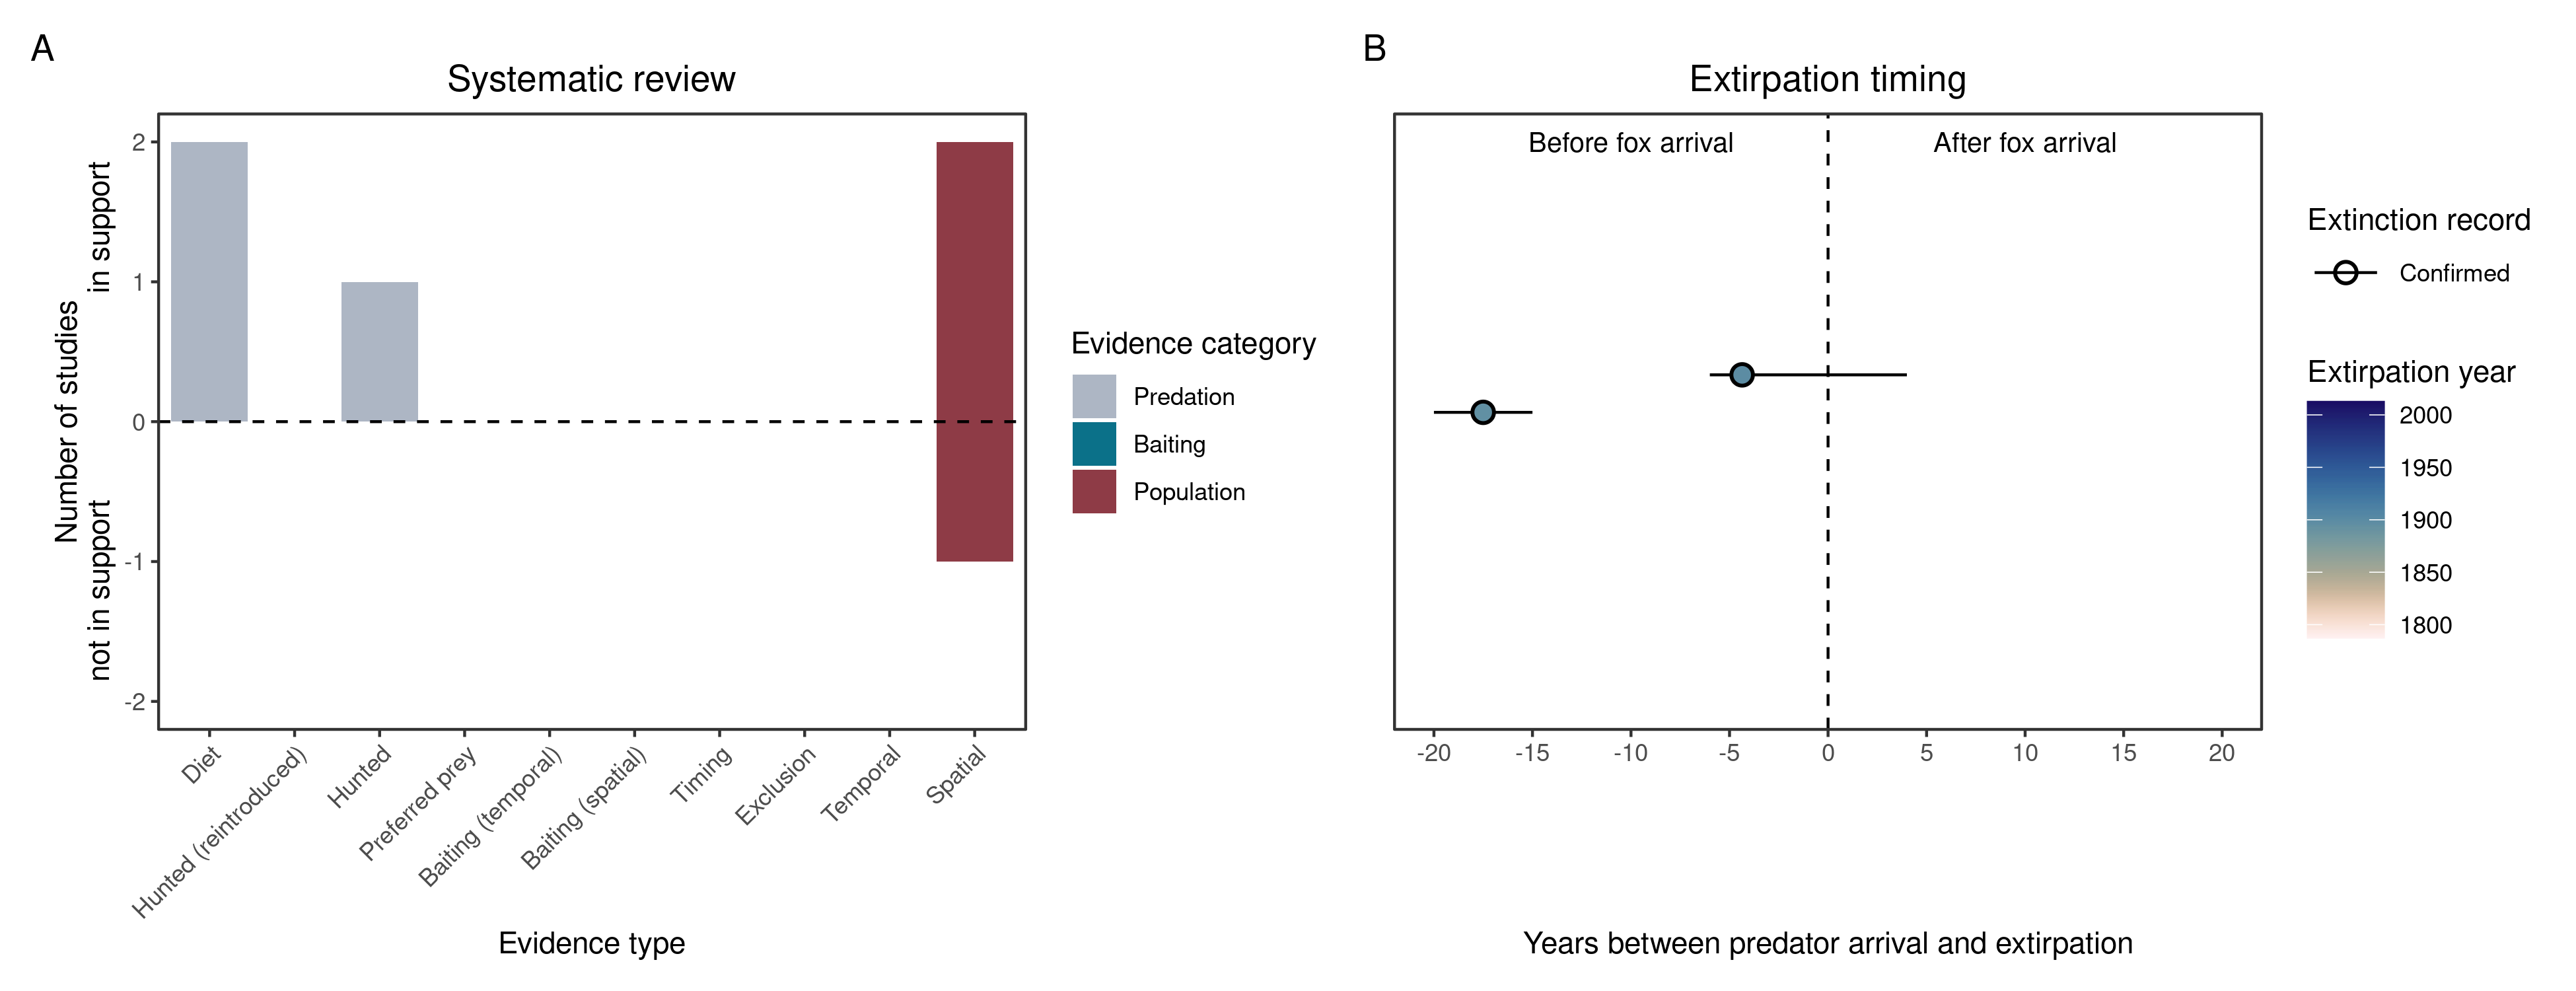 A
Systematic review
Number of studies
not in support
in support
2
1
0
-1
-2
Diet
Hunted (reintroduced)
Hunted
Preferred prey
Baiting (temporal)
Baiting (spatial)
Timing
Exclusion
Temporal
Spatial
Evidence type
Evidence category
Predation
Baiting
Population
B
Extirpation timing
Before fox arrival
After fox arrival
-20
-15
-10
-5
0
5
10
15
20
Years between predator arrival and extirpation
Extinction record
Confirmed
Extirpation year
2000
1950
1900
1850
1800